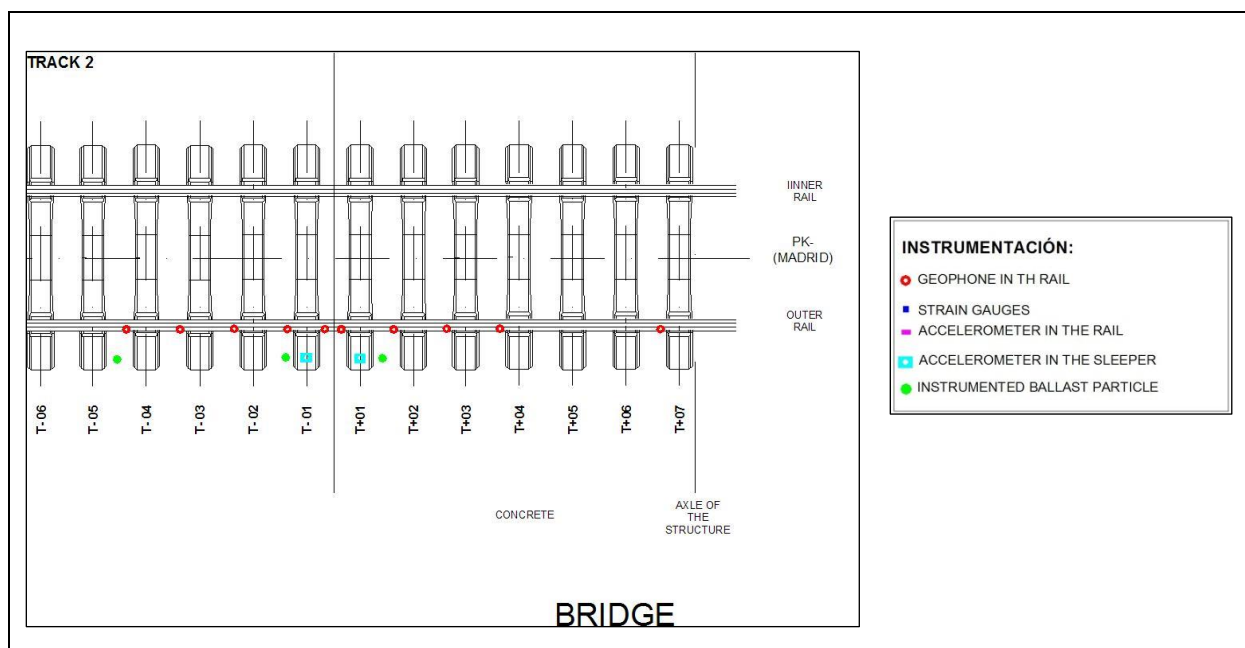 TRACK 2
IINNER
RAIL
PK-
(MADRID)
OUTER
RAIL
T-06
T-05
T-04
T-03
T-02
T-01
T+01
T+02
T+03
T+04
T+05
T+06
T+07
CONCRETE
AXLE OF
THE
STRUCTURE
BRIDGE
INSTRUMENTACIÓN:
GEOPHONE IN TH RAIL
STRAIN GAUGES
ACCELEROMETER IN THE RAIL
ACCELEROMETER IN THE SLEEPER
INSTRUMENTED BALLAST PARTICLE